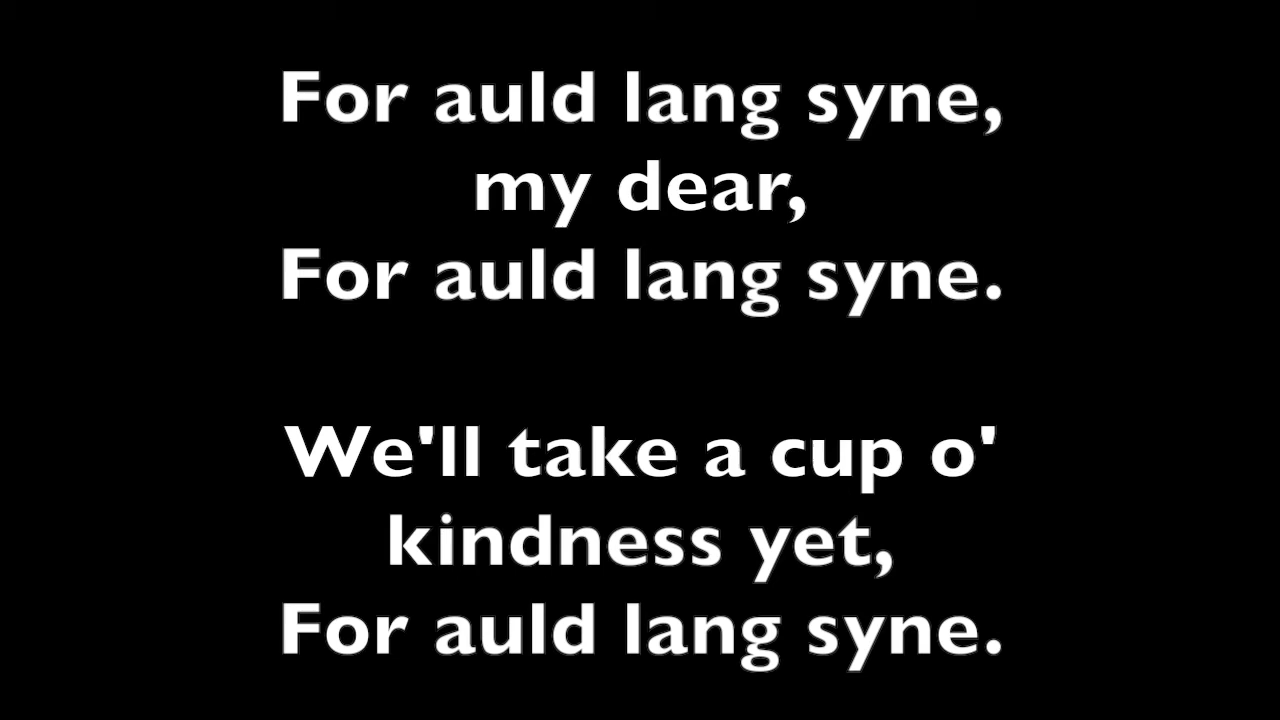 For auld lang syne,
my dear,
For auld lang syne.
We'll take a cup o'
kindness yet,
For auld lang syne.